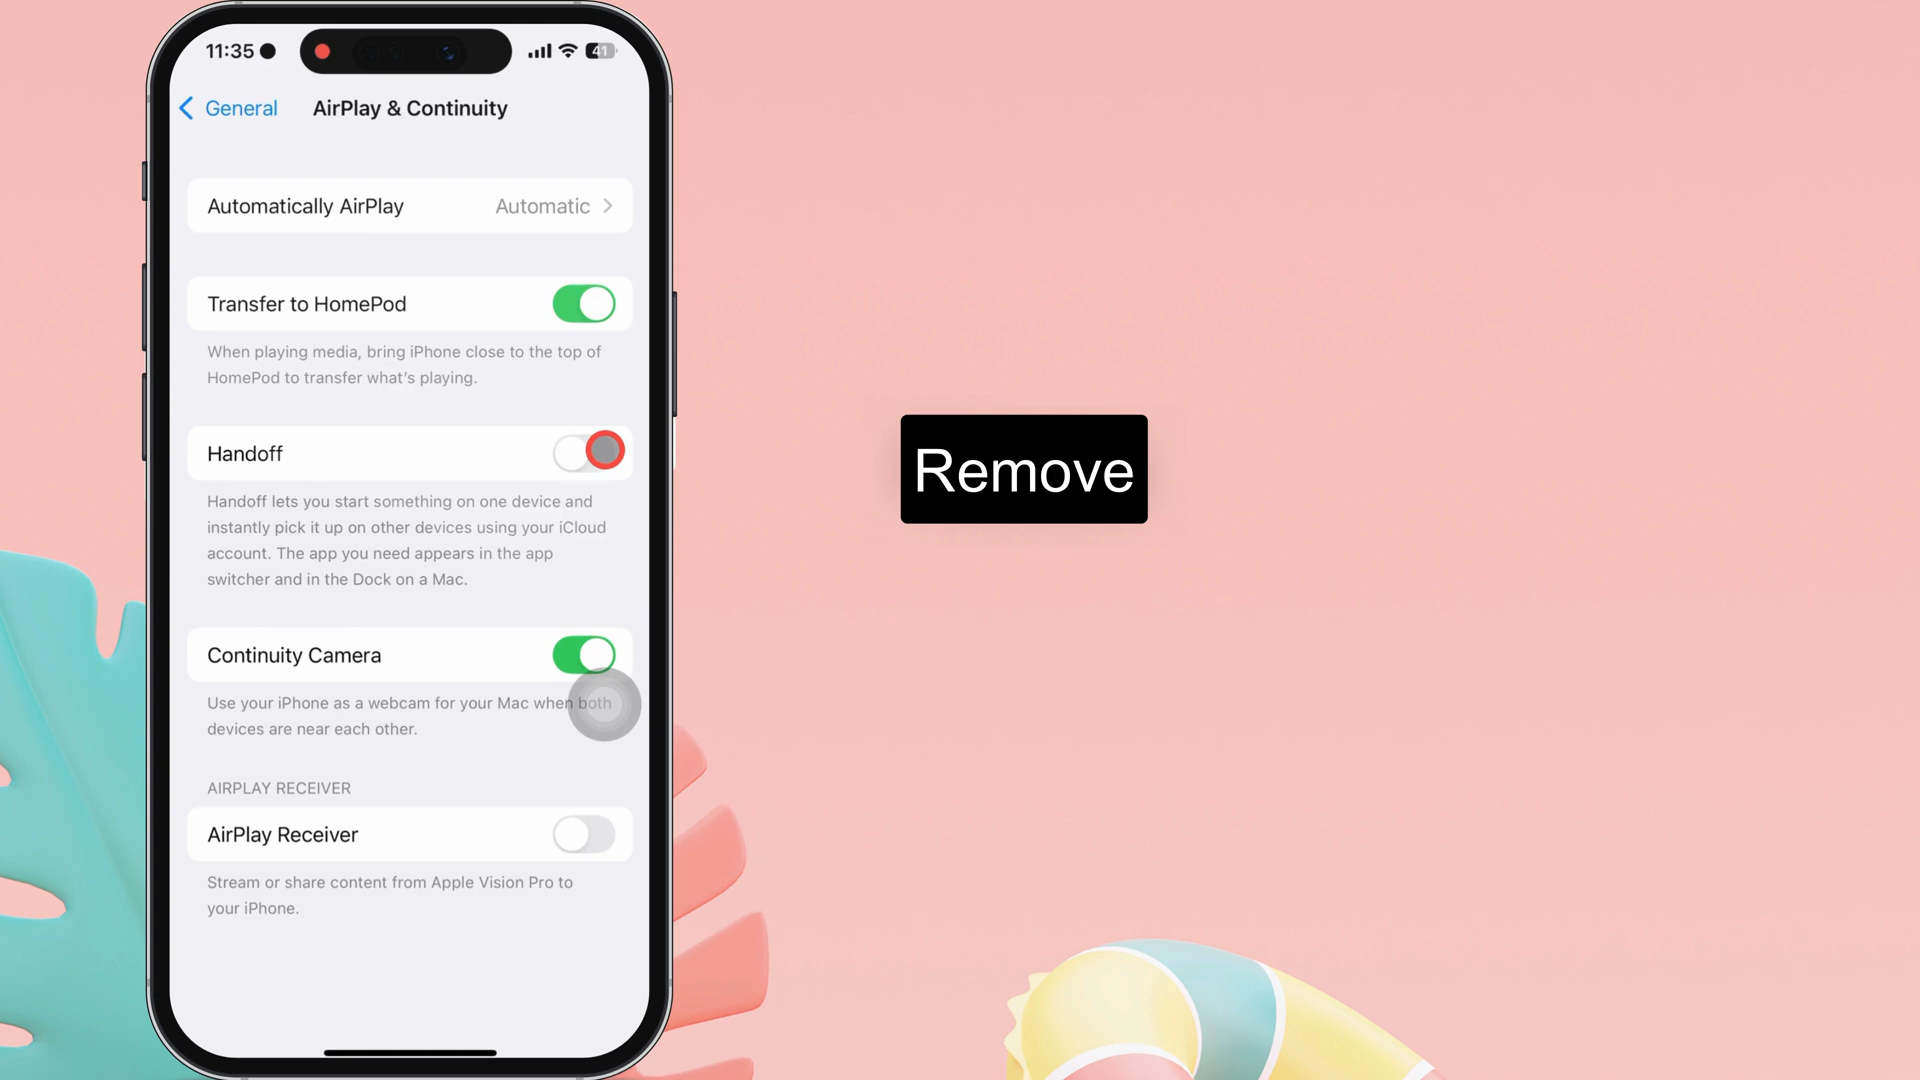 11:35
41
General
AirPlay & Continuity
Automatically AirPlay
Automatic
Transfer to HomePod
When playing media, bring iPhone close to the top of
HomePod to transfer what's playing.
Handoff
Handoff lets you start something on one device and
instantly pick it up on other devices using your iCloud
account. The app you need appears in the app
switcher and in the Dock on a Mac.
Continuity Camera
Use your iPhone as a webcam for your Mac when both
devices are near each other.
AIRPLAY RECEIVER
AirPlay Receiver
Stream or share content from Apple Vision Pro to
your iPhone.
Remove